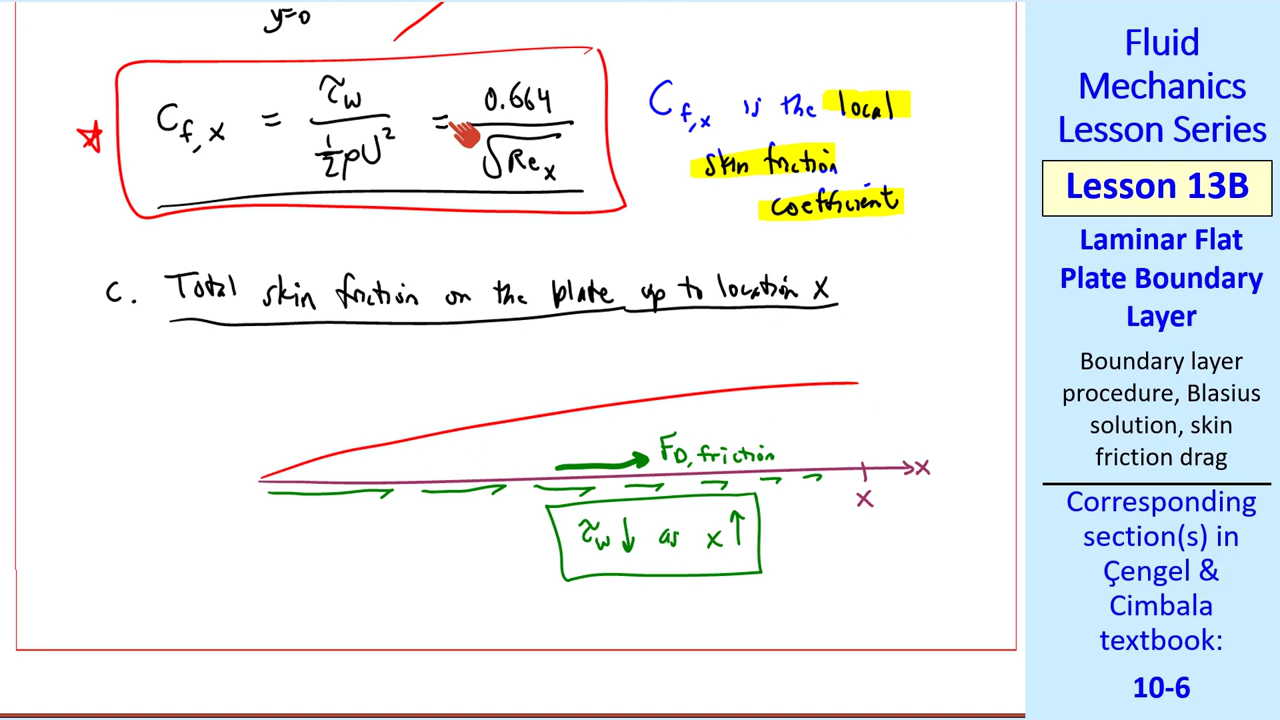 y=0
C_f,x = τ_w / ½ρU² = 0.664 / √Re_x
C_f,x is the local
skin friction
coefficient
c. Total skin friction on the plate up to location x
F_D, friction
x
x
τ_w ↓ as x ↑
Fluid
Mechanics
Lesson Series
Lesson 13B
Laminar Flat
Plate Boundary
Layer
Boundary layer
procedure, Blasius
solution, skin
friction drag
Corresponding
section(s) in
Çengel &
Cimbala
textbook:
10-6